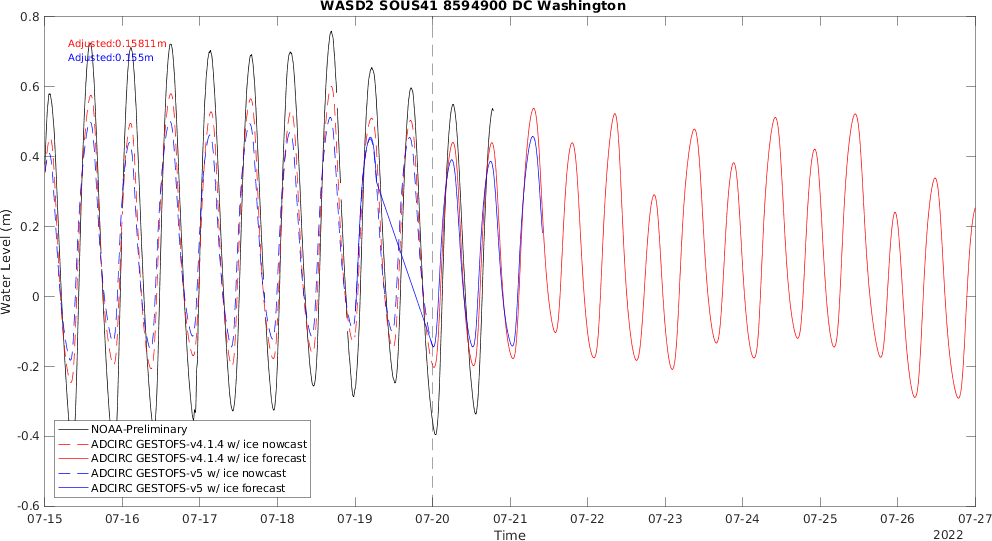 WASD2 SOUS41 8594900 DC Washington
Adjusted:0.15811m
Adjusted:0.155m
Water Level (m)
0.8
0.6
0.4
0.2
0
-0.2
-0.4
-0.6
NOAA-Preliminary
ADCIRC GESTOFS-v4.1.4 w/ ice nowcast
ADCIRC GESTOFS-v4.1.4 w/ ice forecast
ADCIRC GESTOFS-v5 w/ ice nowcast
ADCIRC GESTOFS-v5 w/ ice forecast
07-15 07-16 07-17 07-18 07-19 07-20 07-21 07-22 07-23 07-24 07-25 07-26 07-27
Time
2022